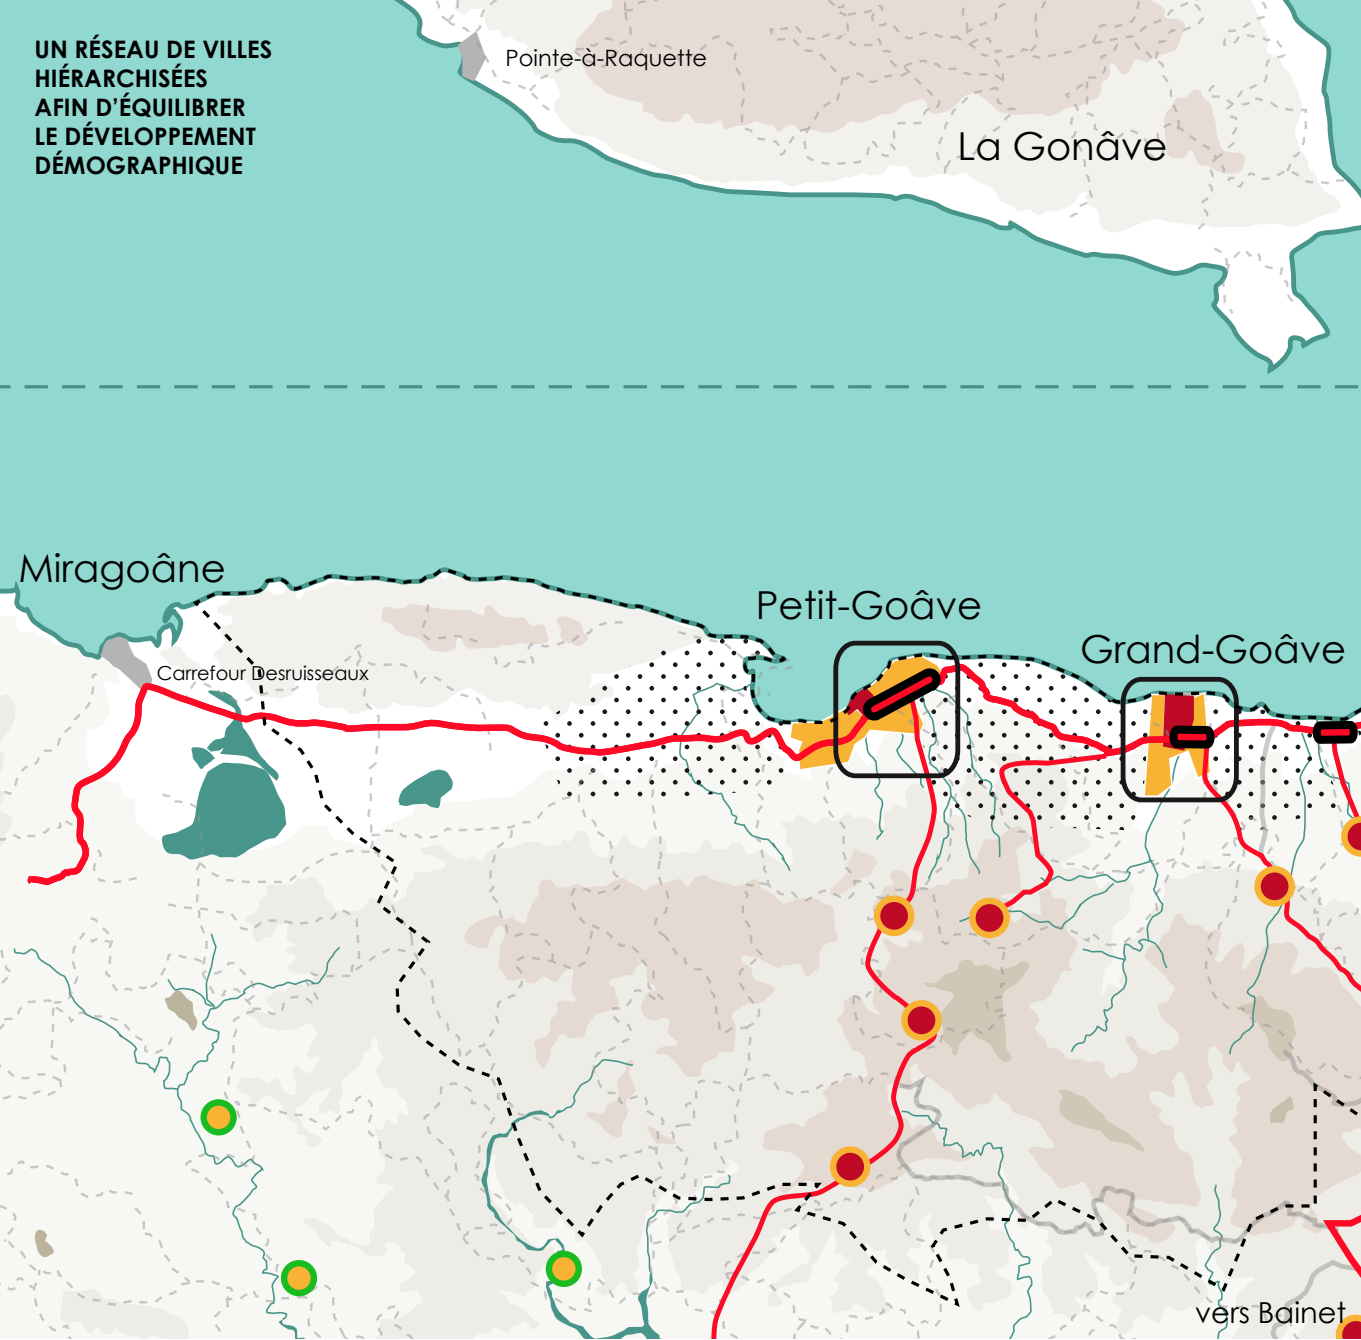 UN RÉSEAU DE VILLES
HIÉRARCHISÉES
AFIN D'ÉQUILIBRER
LE DÉVELOPPEMENT
DÉMOGRAPHIQUE
Pointe-à-Raquette
La Gonâve
Miragoâne
Petit-Goâve
Grand-Goâve
Carrefour Desruisseaux
vers Bainet